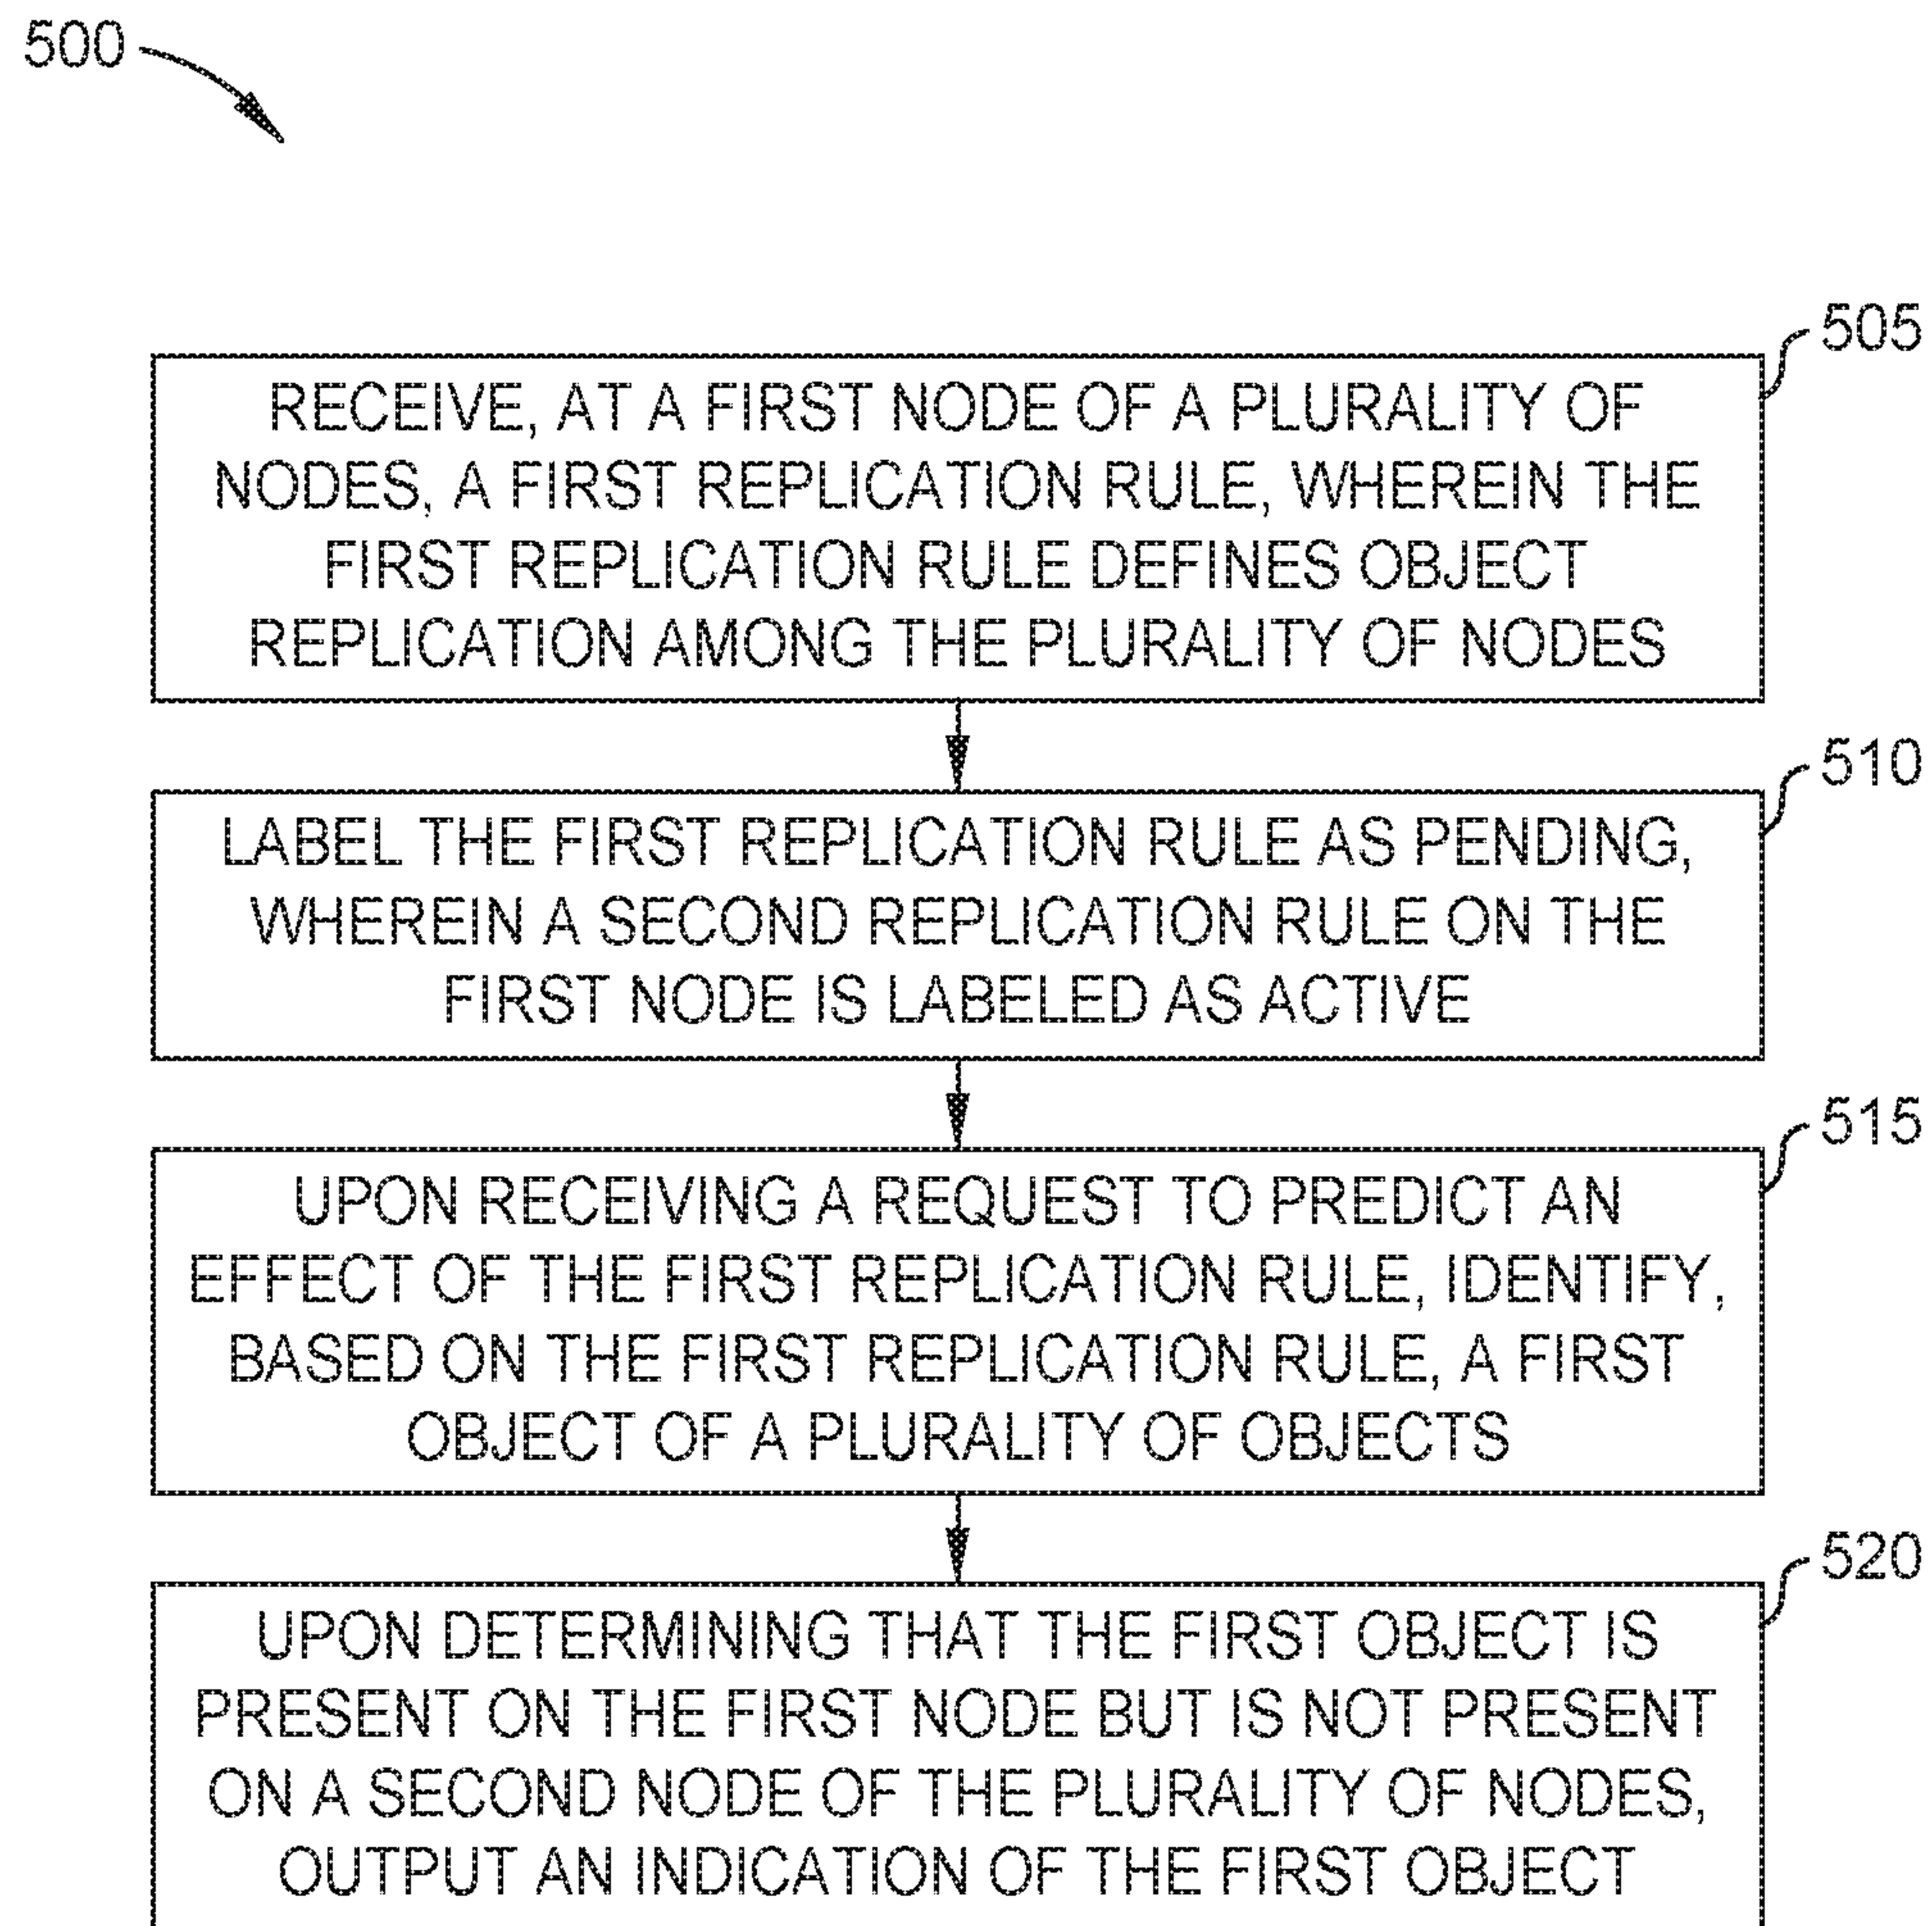 500
505
RECEIVE, AT A FIRST NODE OF A PLURALITY OF
NODES, A FIRST REPLICATION RULE, WHEREIN THE
FIRST REPLICATION RULE DEFINES OBJECT
REPLICATION AMONG THE PLURALITY OF NODES
510
LABEL THE FIRST REPLICATION RULE AS PENDING,
WHEREIN A SECOND REPLICATION RULE ON THE
FIRST NODE IS LABELED AS ACTIVE
515
UPON RECEIVING A REQUEST TO PREDICT AN
EFFECT OF THE FIRST REPLICATION RULE, IDENTIFY,
BASED ON THE FIRST REPLICATION RULE, A FIRST
OBJECT OF A PLURALITY OF OBJECTS
520
UPON DETERMINING THAT THE FIRST OBJECT IS
PRESENT ON THE FIRST NODE BUT IS NOT PRESENT
ON A SECOND NODE OF THE PLURALITY OF NODES,
OUTPUT AN INDICATION OF THE FIRST OBJECT